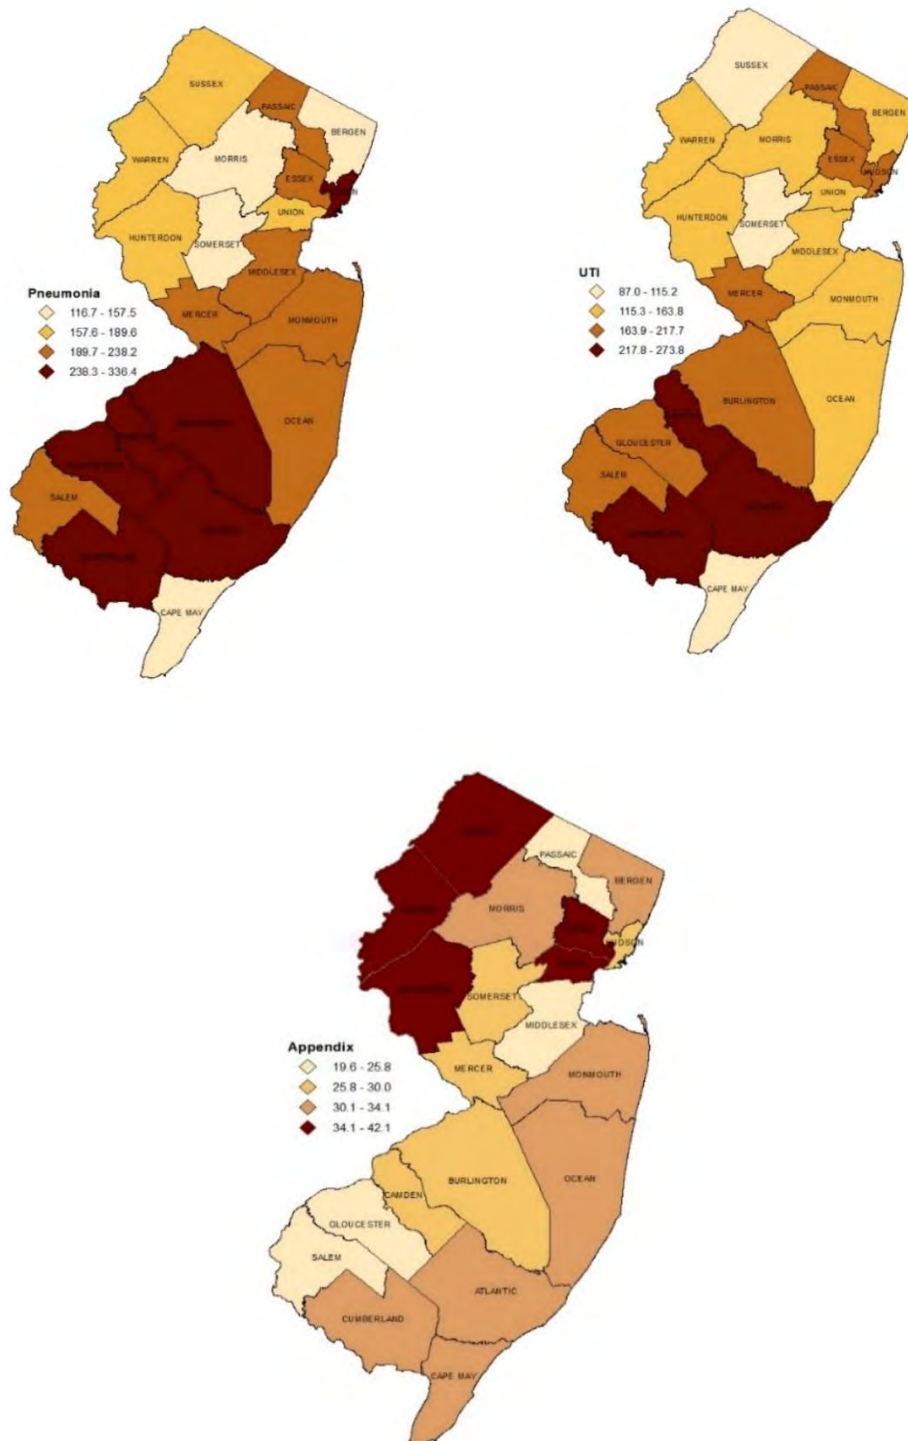 SUSSEX
PASSAIC
BERGEN
WARREN
MORRIS
ESSEX
UNION
HUNTERDON
SOMERSET
MIDDLESEX
Pneumonia
116.7 - 157.5
157.6 - 189.6
189.7 - 238.2
238.3 - 336.4
MERCER
MONMOUTH
OCEAN
SALEM
CAPE MAY
SUSSEX
PASSAIC
BERGEN
WARREN
MORRIS
ESSEX
HUDSON
UNION
HUNTERDON
SOMERSET
MIDDLESEX
UTI
87.0 - 115.2
115.3 - 163.8
163.9 - 217.7
217.8 - 273.8
MERCER
MONMOUTH
BURLINGTON
OCEAN
GLOUCESTER
SALEM
CAPE MAY
PASSAIC
BERGEN
MORRIS
HUDSON
SOMERSET
MIDDLESEX
Appendix
19.6 - 25.8
25.8 - 30.0
30.1 - 34.1
34.1 - 42.1
MERCER
MONMOUTH
OCEAN
BURLINGTON
CAMDEN
GLOUCESTER
SALEM
ATLANTIC
CUMBERLAND
CAPE MAY